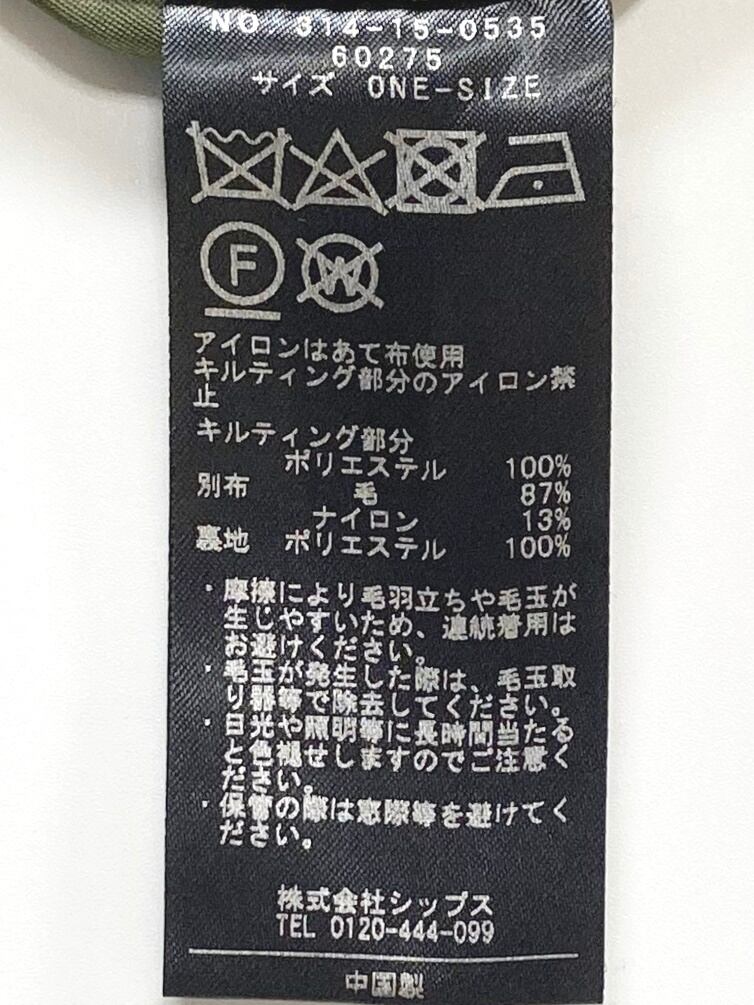 NO 314-15-0535
60275
サイズ ONE-SIZE
F
W
アイロンはあて布使用
キルティング部分のアイロン禁
止
キルティング部分
ポリエステル 100%
別布 毛 87%
ナイロン 13%
裏地 ポリエステル 100%
・摩擦により毛羽立ちや毛玉が
生じやすいため、連続着用は
お避けください。
・毛玉が発生した際は、毛玉取
り器等で除去してください。
・日光や照明等に長時間当たる
と色褪せしますのでご注意く
ださい。
・保管の際は窓際等を避けてく
ださい。
株式会社シップス
TEL 0120-444-099
中国製